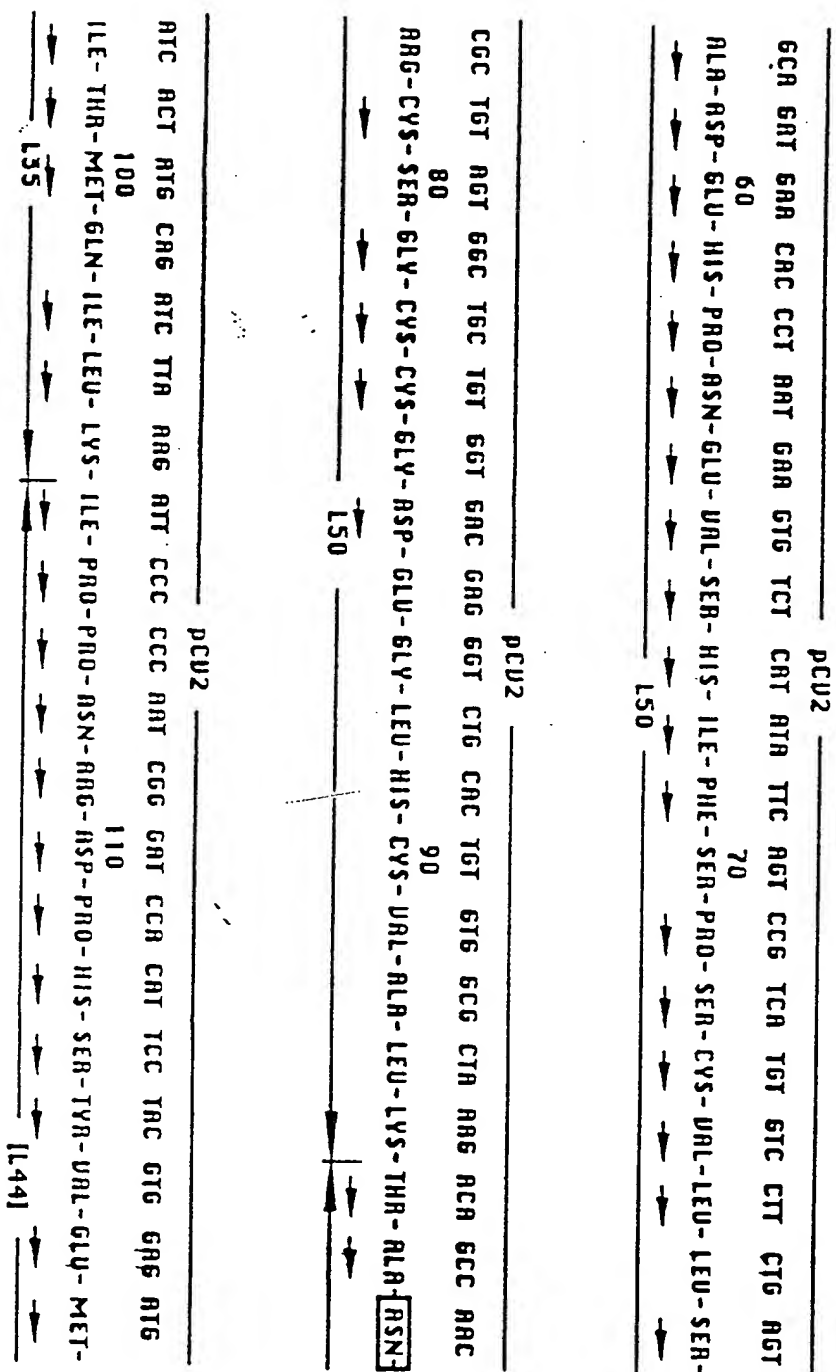 pCV2
GCA GAT GAA CAC CCT AAT GAA GTG TCT CAT ATA TTC AGT CCG TCA TGT GTC CTT CTG AGT
60 70
ALA-ASP-GLU-HIS-PRO-ASN-GLU-VAL-SER-HIS-ILE-PHE-SER-PRO-SER-CYS-VAL-LEU-LEU-SER-
L50
pCV2
CGC TGT AGT GGC TGC TGT GGT GAC GAG GGT CTG CAC TGT GTG GCG CTA AAG ACA GCC AAC
80 90
ARG-CYS-SER-GLY-CYS-CYS-GLY-ASP-GLU-GLY-LEU-HIS-CYS-VAL-ALA-LEU-LYS-THR-ALA-ASN-
L50
pCV2
ATC ACT ATG CAG ATC TTA AAG ATT CCC CCC AAT CGG GAT CCA CAT TCC TAC GTG GAG ATG
100 110
ILE-THR-MET-GLN-ILE-LEU-LYS-ILE-PRO-PRO-ASN-ARG-ASP-PRO-HIS-SER-TYR-VAL-GLU-MET-
L35 [L44]